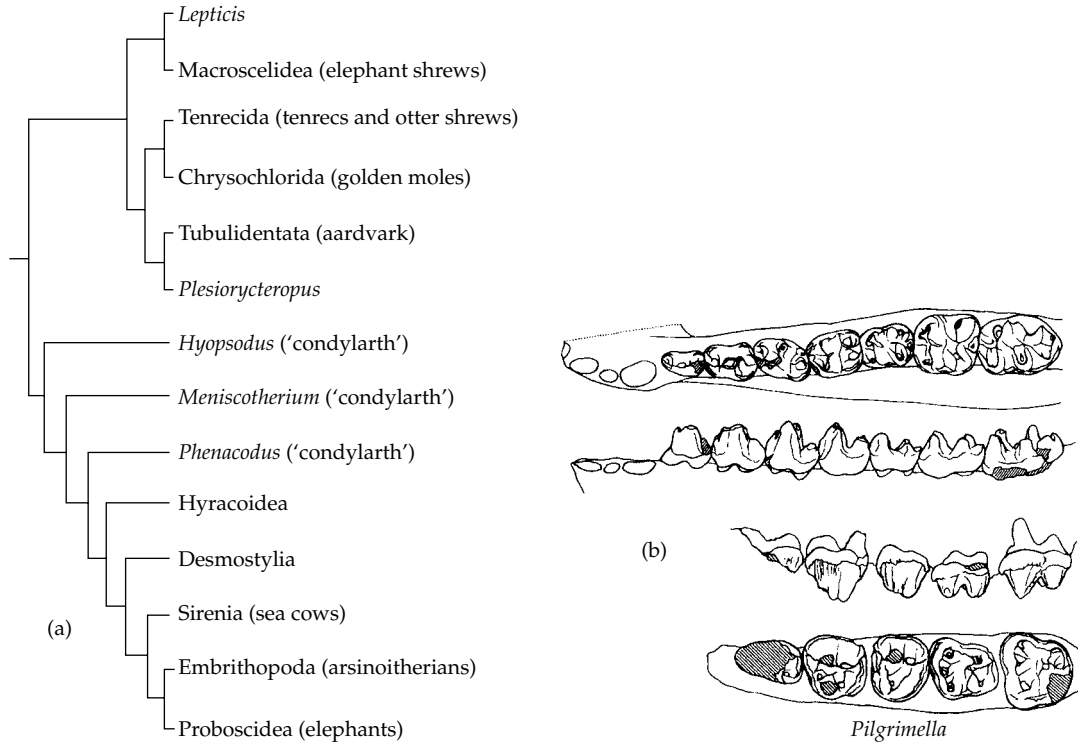 Lepticis
Macroscelidea (elephant shrews)
Tenrecida (tenrecs and otter shrews)
Chrysochlorida (golden moles)
Tubulidentata (aardvark)
Plesiorycteropus
Hyopsodus (‘condylarth’)
Meniscotherium (‘condylarth’)
Phenacodus (‘condylarth’)
Hyracoidea
Desmostylia
Sirenia (sea cows)
(a)
Embrithopoda (arsinoitherians)
Proboscidea (elephants)
(b)
Pilgrimella